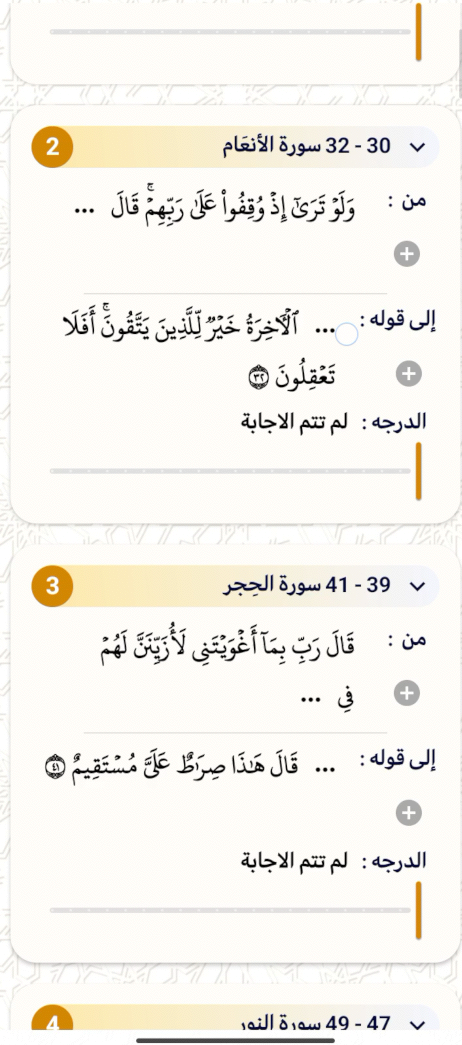 30 - 32 سورة الأنعَام
2
من : وَلَوْ تَرَىٰٓ إِذْ وُقِفُوا۟ عَلَىٰ رَبِّهِمْ ۚ قَالَ ...
إلى قوله : ... ٱلْـَٔاخِرَةُ خَيْرٌ لِّلَّذِينَ يَتَّقُونَ ۗ أَفَلَا
تَعْقِلُونَ ٣٢
الدرجه : لم تتم الاجابة
39 - 41 سورة الحِجر
3
من : قَالَ رَبِّ بِمَآ أَغْوَيْتَنِى لَأُزَيِّنَنَّ لَهُمْ
فِى ...
إلى قوله : ... قَالَ هَٰذَا صِرَٰطٌ عَلَىَّ مُسْتَقِيمٌ ٤١
الدرجه : لم تتم الاجابة
47 - 49 سورة النور
4